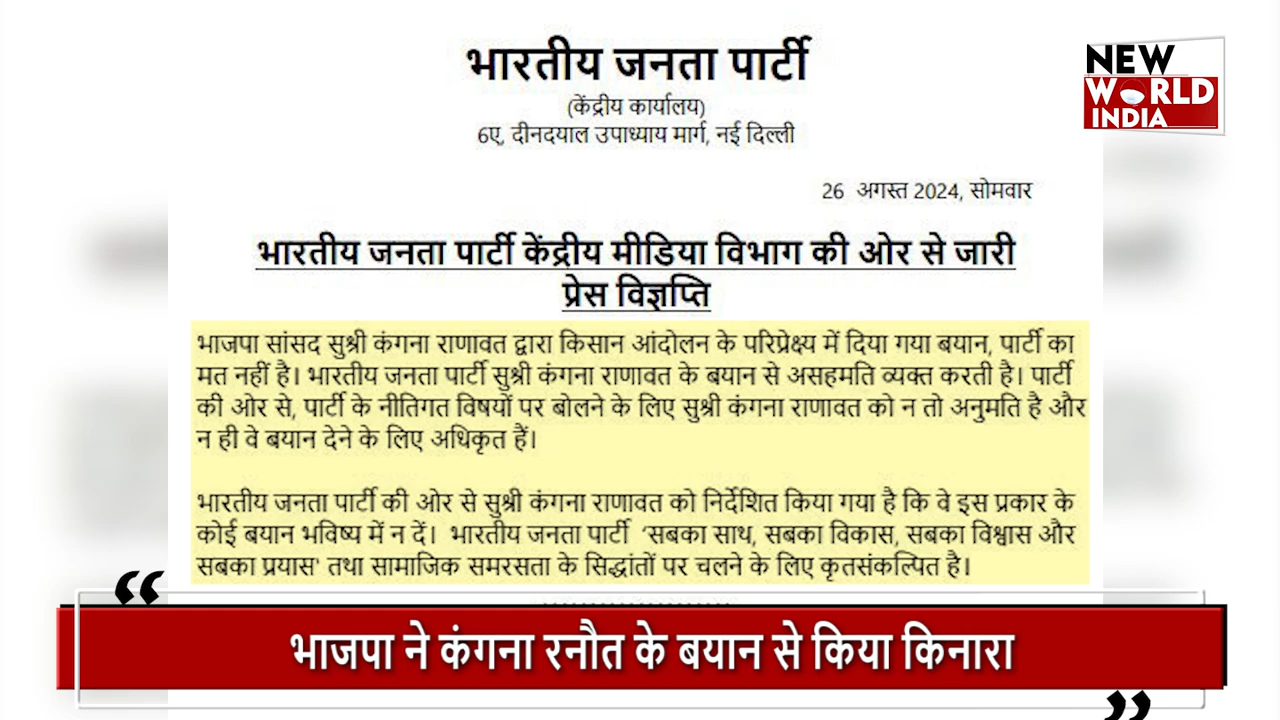 भारतीय जनता पार्टी
(केंद्रीय कार्यालय)
6ए, दीनदयाल उपाध्याय मार्ग, नई दिल्ली
NEW
WORLD
INDIA
26 अगस्त 2024, सोमवार
भारतीय जनता पार्टी केंद्रीय मीडिया विभाग की ओर से जारी
प्रेस विज्ञप्ति
भाजपा सांसद सुश्री कंगना राणावत द्वारा किसान आंदोलन के परिप्रेक्ष्य में दिया गया बयान, पार्टी का
मत नहीं है। भारतीय जनता पार्टी सुश्री कंगना राणावत के बयान से असहमति व्यक्त करती है। पार्टी
की ओर से, पार्टी के नीतिगत विषयों पर बोलने के लिए सुश्री कंगना राणावत को न तो अनुमति है और
न ही वे बयान देने के लिए अधिकृत हैं।
भारतीय जनता पार्टी की ओर से सुश्री कंगना राणावत को निर्देशित किया गया है कि वे इस प्रकार के
कोई बयान भविष्य में न दें। भारतीय जनता पार्टी ‘सबका साथ, सबका विकास, सबका विश्वास और
सबका प्रयास' तथा सामाजिक समरसता के सिद्धांतों पर चलने के लिए कृतसंकल्पित है।
“
भाजपा ने कंगना रनौत के बयान से किया किनारा
”